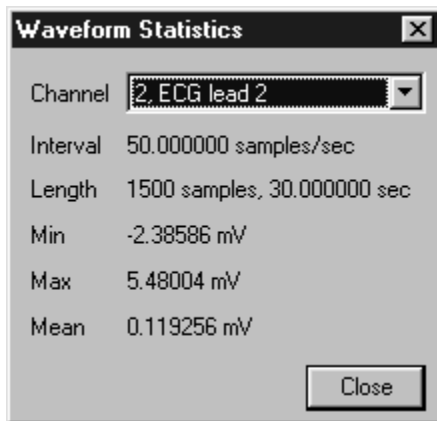 Waveform Statistics
Channel 2, ECG lead 2
Interval 50.000000 samples/sec
Length 1500 samples, 30.000000 sec
Min -2.38586 mV
Max 5.48004 mV
Mean 0.119256 mV
Close